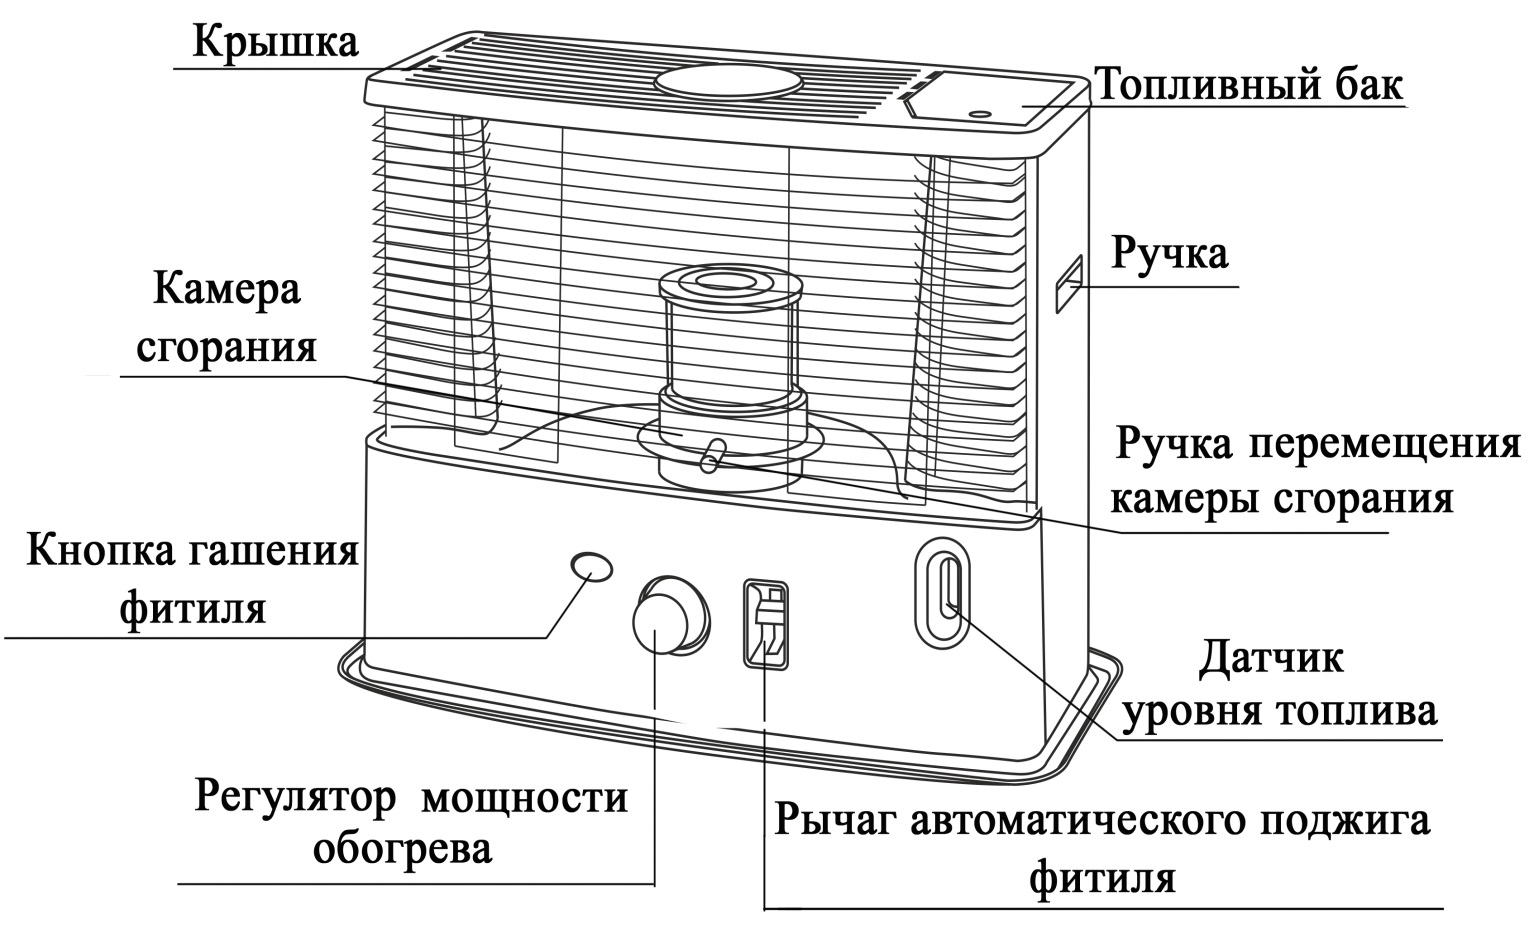 Крышка
Топливный бак
Ручка
Камера
сгорания
Ручка перемещения
камеры сгорания
Кнопка гашения
фитиля
Датчик
уровня топлива
Регулятор мощности
обогрева
Рычаг автоматического поджига
фитиля